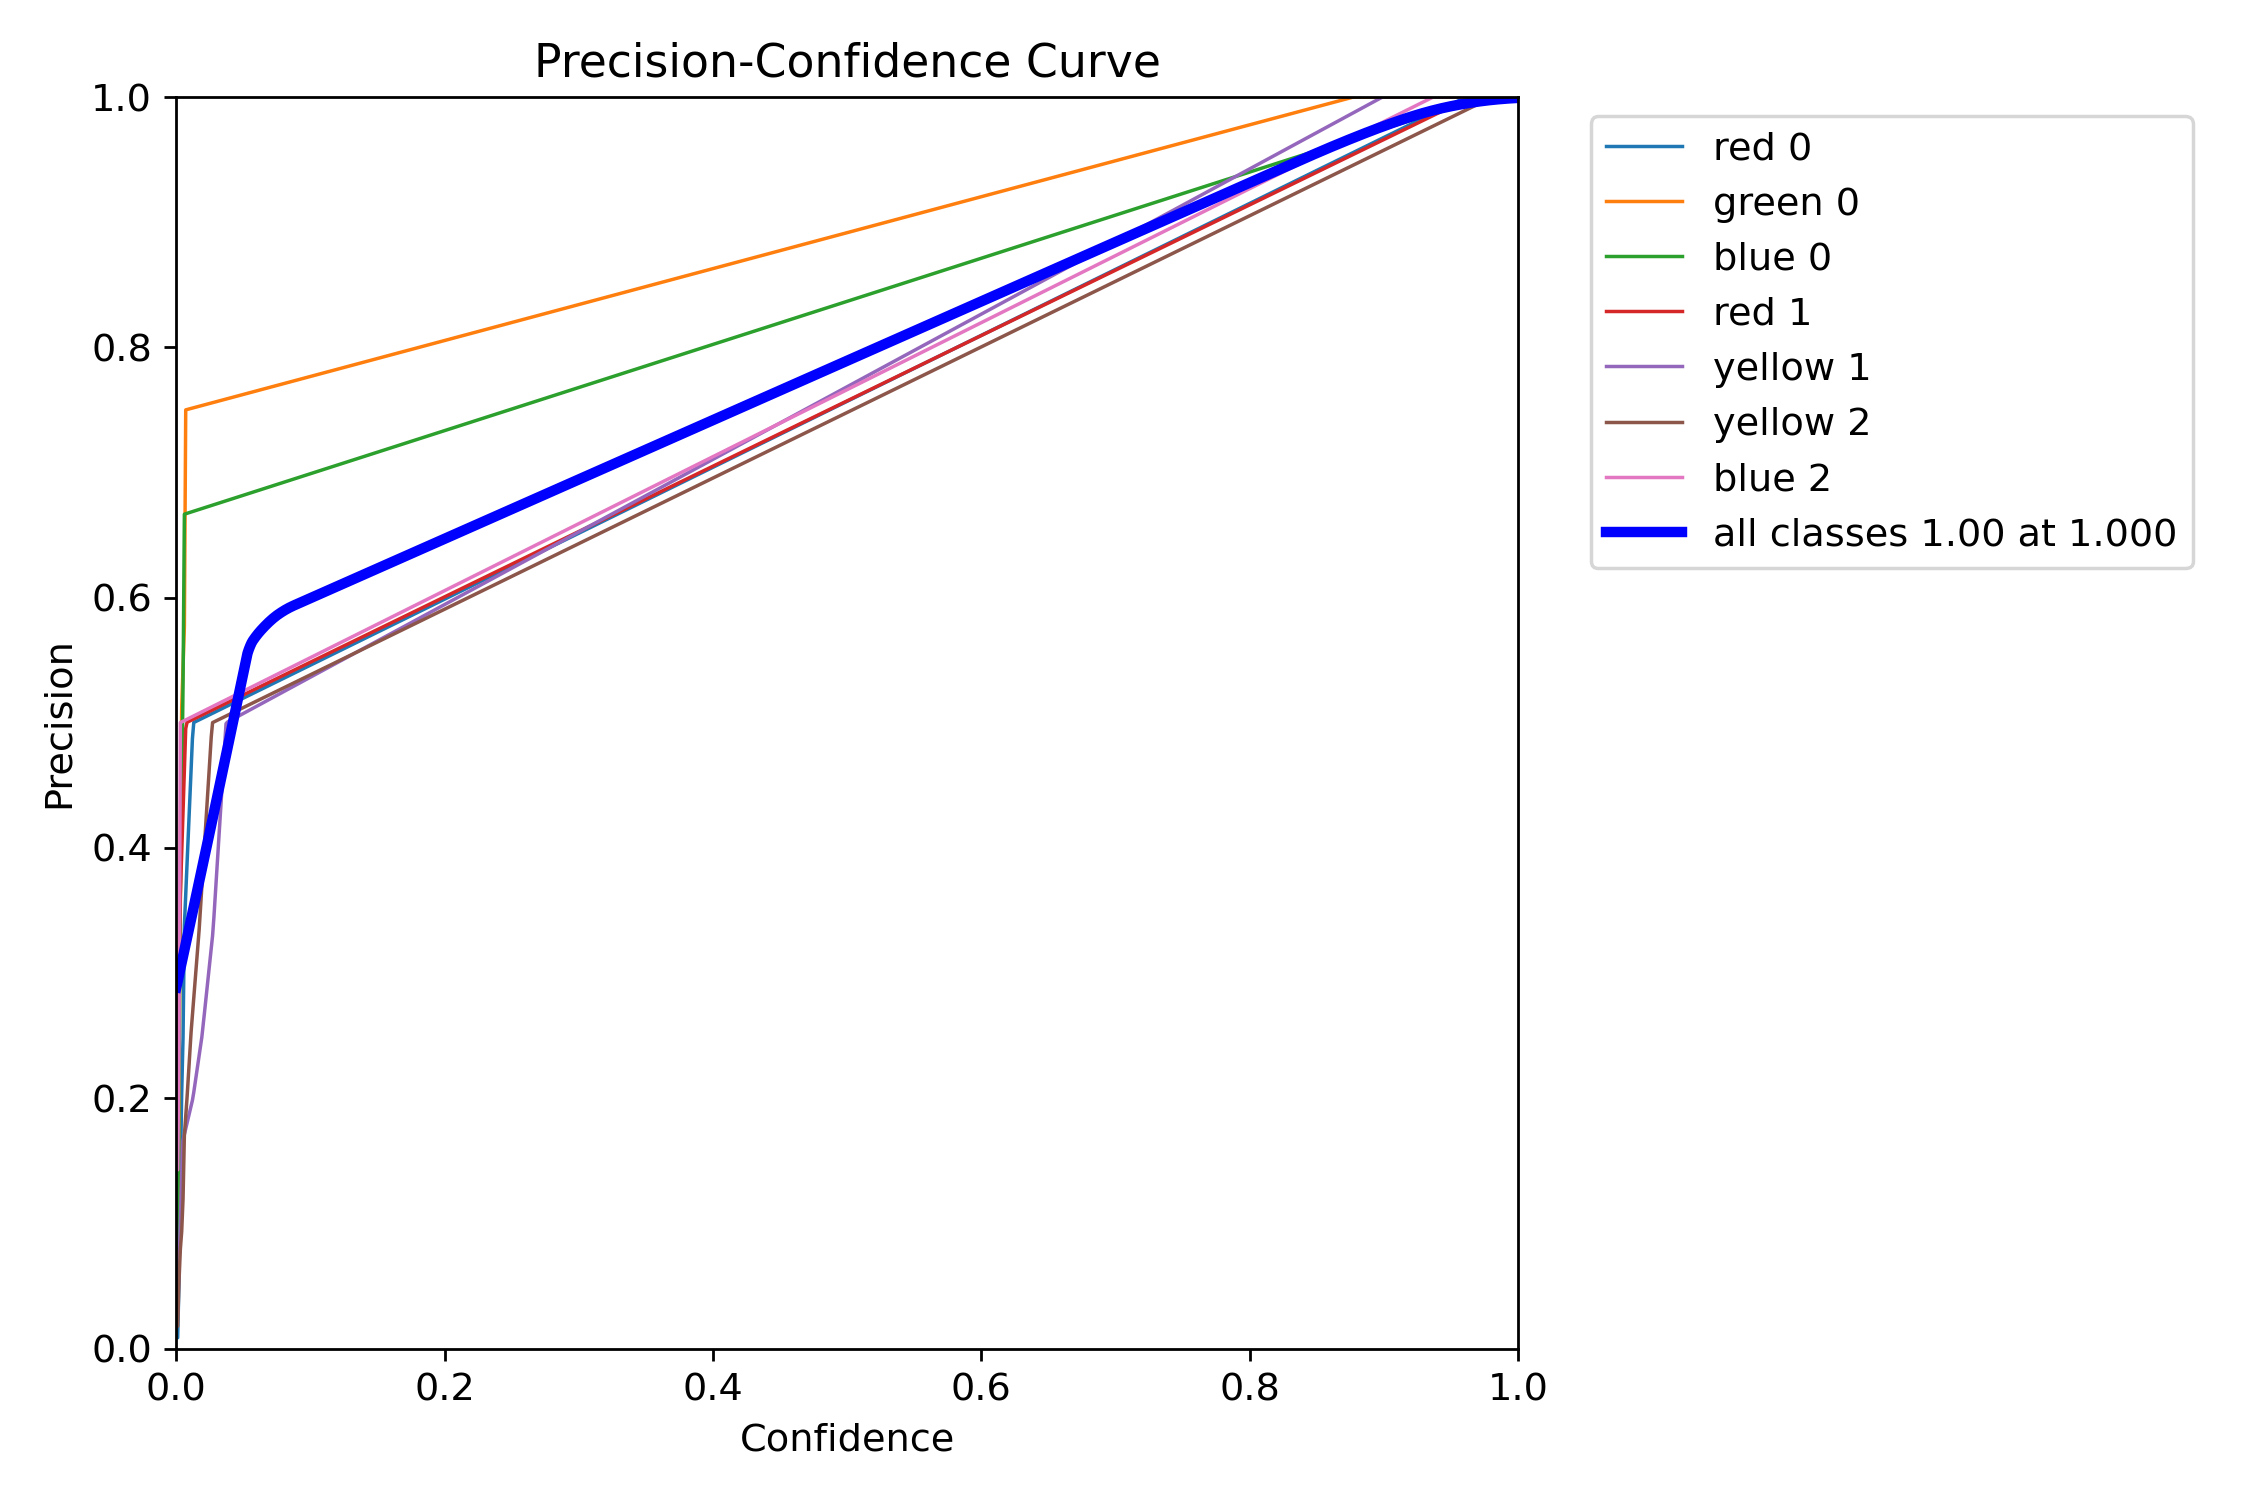 Precision-Confidence Curve
1.0
0.8
0.6
0.4
0.2
0.0
Precision
0.0 0.2 0.4 0.6 0.8 1.0
Confidence
red 0
green 0
blue 0
red 1
yellow 1
yellow 2
blue 2
all classes 1.00 at 1.000